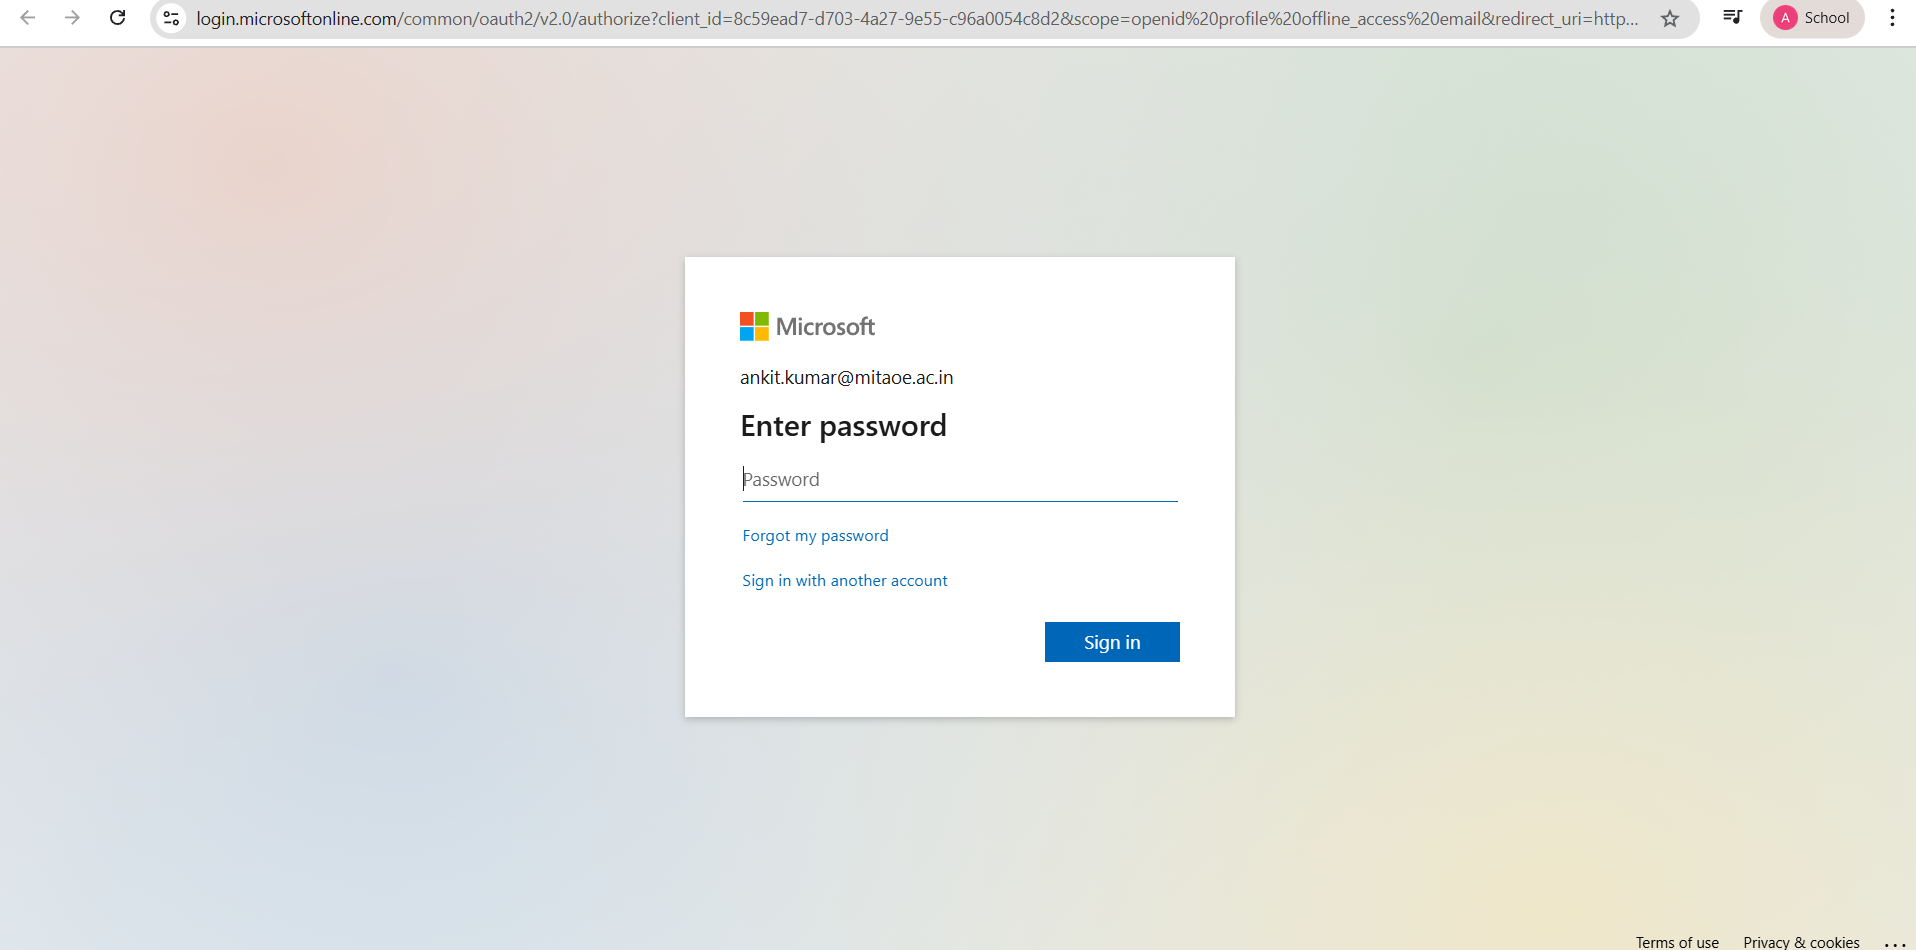 login.microsoftonline.com/common/oauth2/v2.0/authorize?client_id=8c59ead7-d703-4a27-9e55-c96a0054c8d2&scope=openid%20profile%20offline_access%20email&redirect_uri=http...
A School
Microsoft
ankit.kumar@mitaoe.ac.in
Enter password
Password
Forgot my password
Sign in with another account
Sign in
Terms of use Privacy & cookies ...